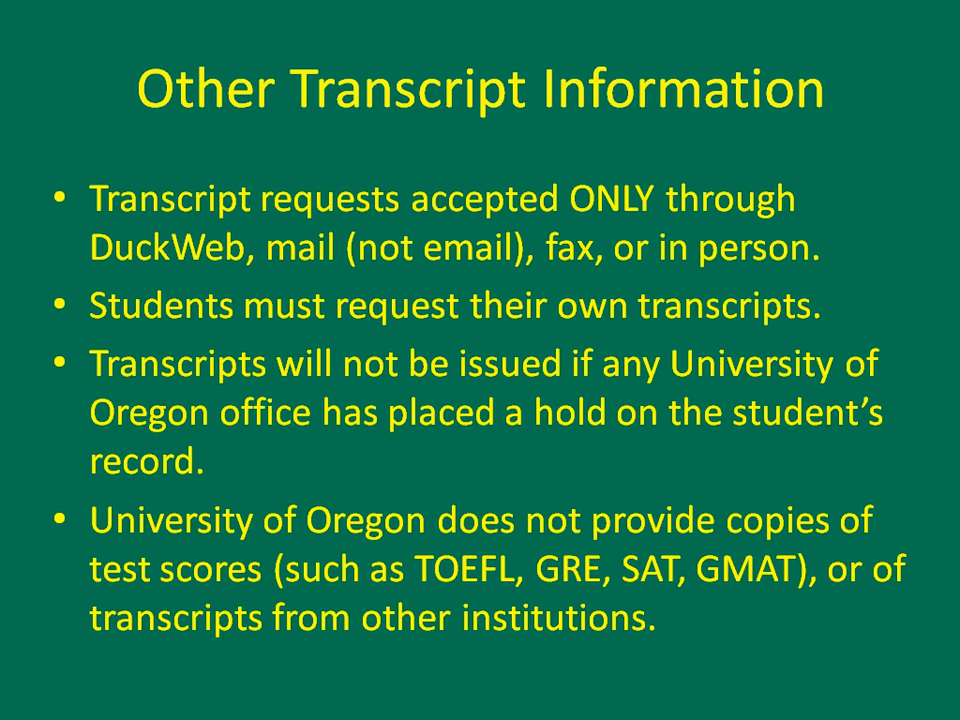 Other Transcript Information
• Transcript requests accepted ONLY through
DuckWeb, mail (not email), fax, or in person.
• Students must request their own transcripts.
• Transcripts will not be issued if any University of
Oregon office has placed a hold on the student’s
record.
• University of Oregon does not provide copies of
test scores (such as TOEFL, GRE, SAT, GMAT), or of
transcripts from other institutions.